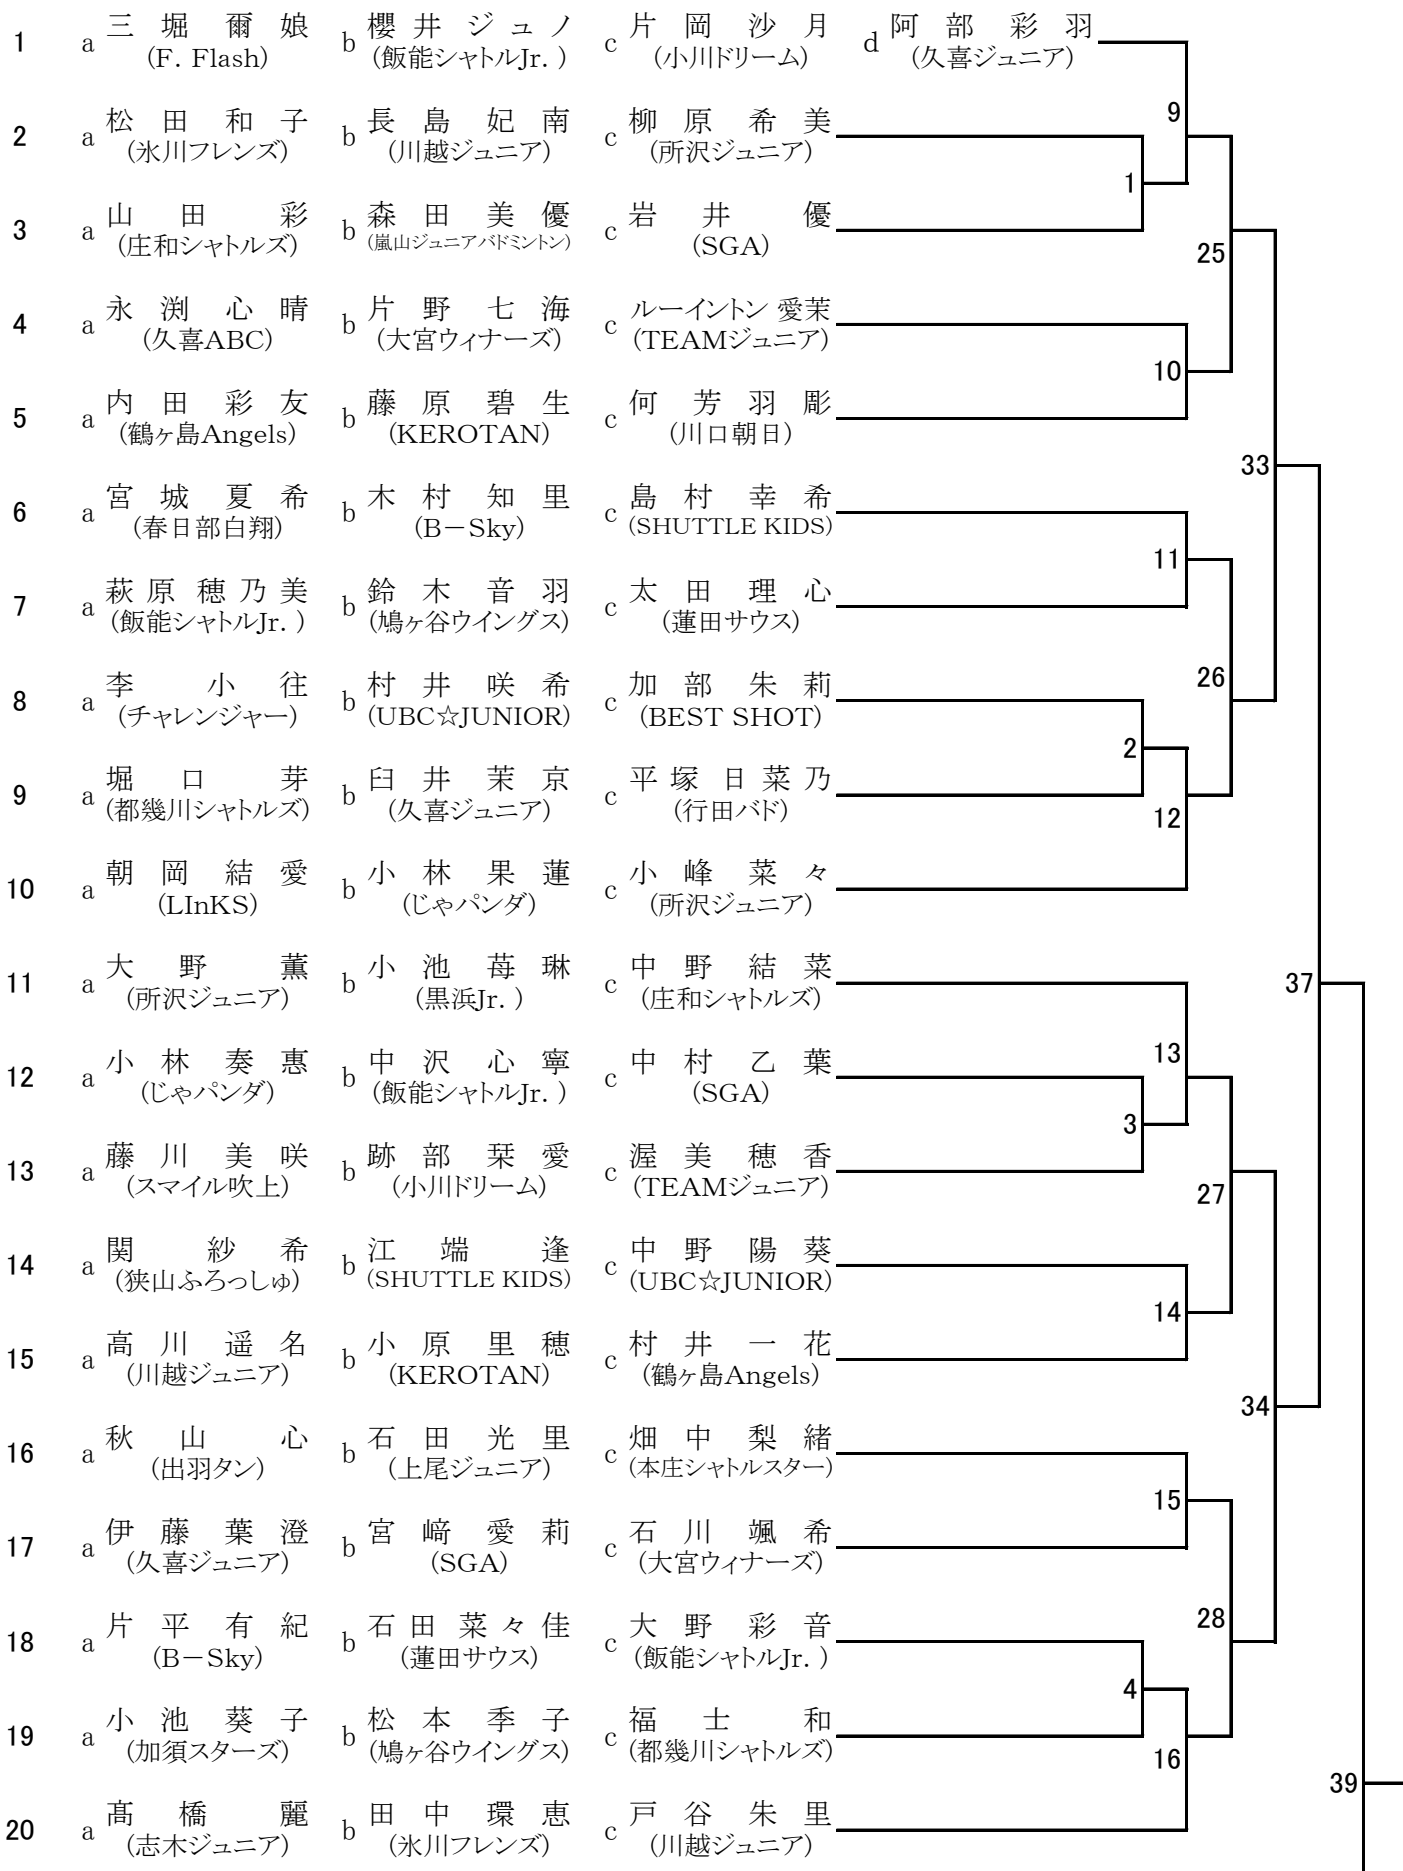 1 a 三堀爾娘 b 櫻井ジュノ c 片岡沙月 d 阿部彩羽
(F. Flash) (飯能シャトルJr. ) (小川ドリーム) (久喜ジュニア)
9
2 a 松田和子 b 長島妃南 c 柳原希美
(氷川フレンズ) (川越ジュニア) (所沢ジュニア)
1
3 a 山田彩 b 森田美優 c 岩井優
(庄和シャトルズ) (嵐山ジュニアバドミントン) (SGA)
25
4 a 永渕心晴 b 片野七海 c ルーイントン 愛茉
(久喜ABC) (大宮ウィナーズ) (TEAMジュニア)
10
5 a 内田彩友 b 藤原碧生 c 何芳羽彫
(鶴ヶ島Angels) (KEROTAN) (川口朝日)
33
6 a 宮城夏希 b 木村知里 c 島村幸希
(春日部白翔) (B－Sky) (SHUTTLE KIDS)
11
7 a 萩原穂乃美 b 鈴木音羽 c 太田理心
(飯能シャトルJr. ) (鳩ヶ谷ウイングス) (蓮田サウス)
26
8 a 李小往 b 村井咲希 c 加部朱莉
(チャレンジャー) (UBC☆JUNIOR) (BEST SHOT)
2
9 a 堀口芽 b 臼井茉京 c 平塚日菜乃
(都幾川シャトルズ) (久喜ジュニア) (行田バド)
12
10 a 朝岡結愛 b 小林果蓮 c 小峰菜々
(LInKS) (じゃパンダ) (所沢ジュニア)
11 a 大野薫 b 小池苺琳 c 中野結菜
(所沢ジュニア) (黒浜Jr. ) (庄和シャトルズ)
37
13
12 a 小林奏惠 b 中沢心寧 c 中村乙葉
(じゃパンダ) (飯能シャトルJr. ) (SGA)
3
13 a 藤川美咲 b 跡部栞愛 c 渥美穂香
(スマイル吹上) (小川ドリーム) (TEAMジュニア)
27
14 a 関紗希 b 江端逢 c 中野陽葵
(狭山ふろっしゅ) (SHUTTLE KIDS) (UBC☆JUNIOR)
14
15 a 高川遥名 b 小原里穂 c 村井一花
(川越ジュニア) (KEROTAN) (鶴ヶ島Angels)
34
16 a 秋山心 b 石田光里 c 畑中梨緒
(出羽タン) (上尾ジュニア) (本庄シャトルスター)
15
17 a 伊藤葉澄 b 宮﨑愛莉 c 石川颯希
(久喜ジュニア) (SGA) (大宮ウィナーズ)
28
18 a 片平有紀 b 石田菜々佳 c 大野彩音
(B－Sky) (蓮田サウス) (飯能シャトルJr. )
4
19 a 小池葵子 b 松本季子 c 福士和
(加須スターズ) (鳩ヶ谷ウイングス) (都幾川シャトルズ)
16
39
20 a 髙橋麗 b 田中環恵 c 戸谷朱里
(志木ジュニア) (氷川フレンズ) (川越ジュニア)